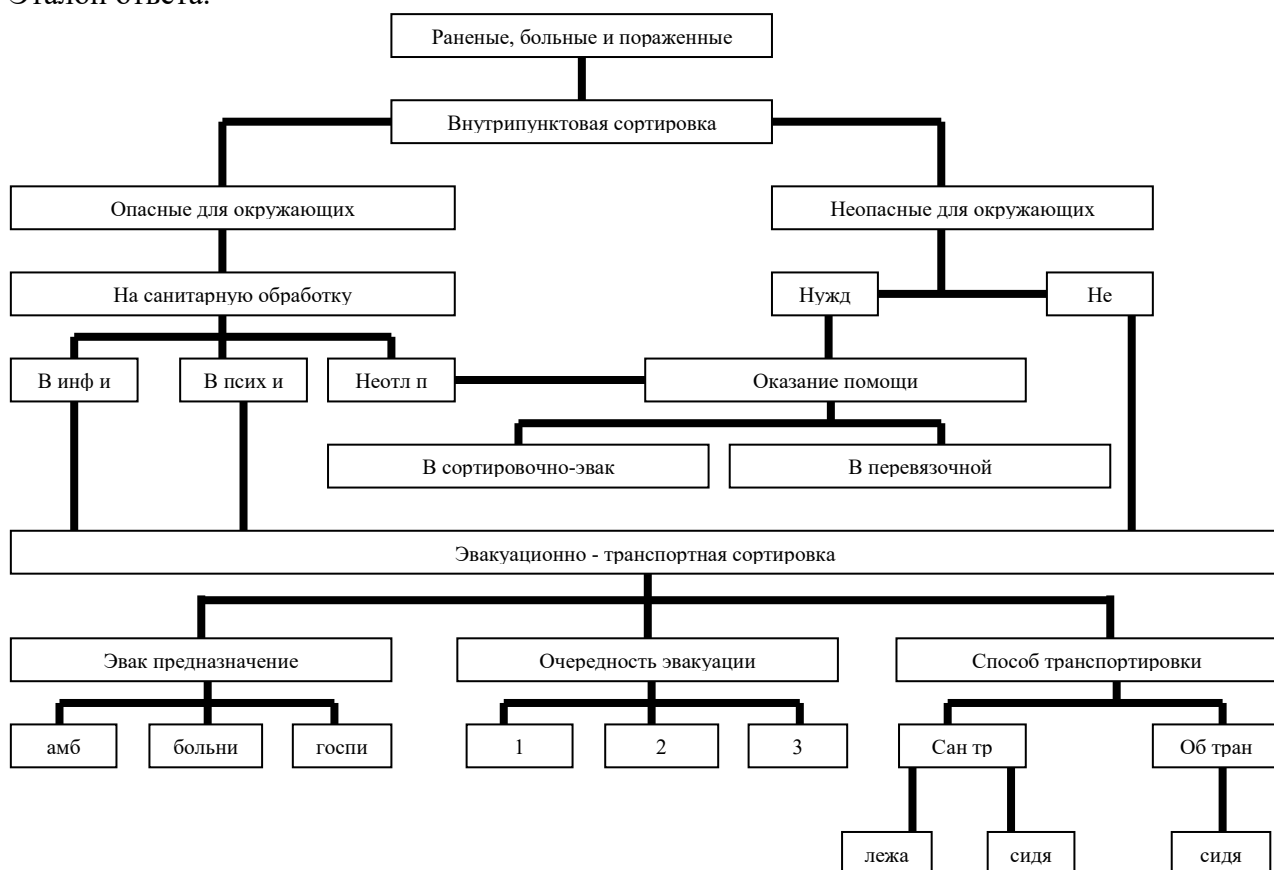 Эталон ответа:
Раненые, больные и пораженные
Внутрипунктовая сортировка
Опасные для окружающих
Неопасные для окружающих
На санитарную обработку
Нужд
Не
В инф и
В псих и
Неотл п
Оказание помощи
В сортировочно-эвак
В перевязочной
Эвакуационно - транспортная сортировка
Эвак предназначение
Очередность эвакуации
Способ транспортировки
амб
больни
госпи
1
2
3
Сан тр
Об тран
лежа
сидя
сидя